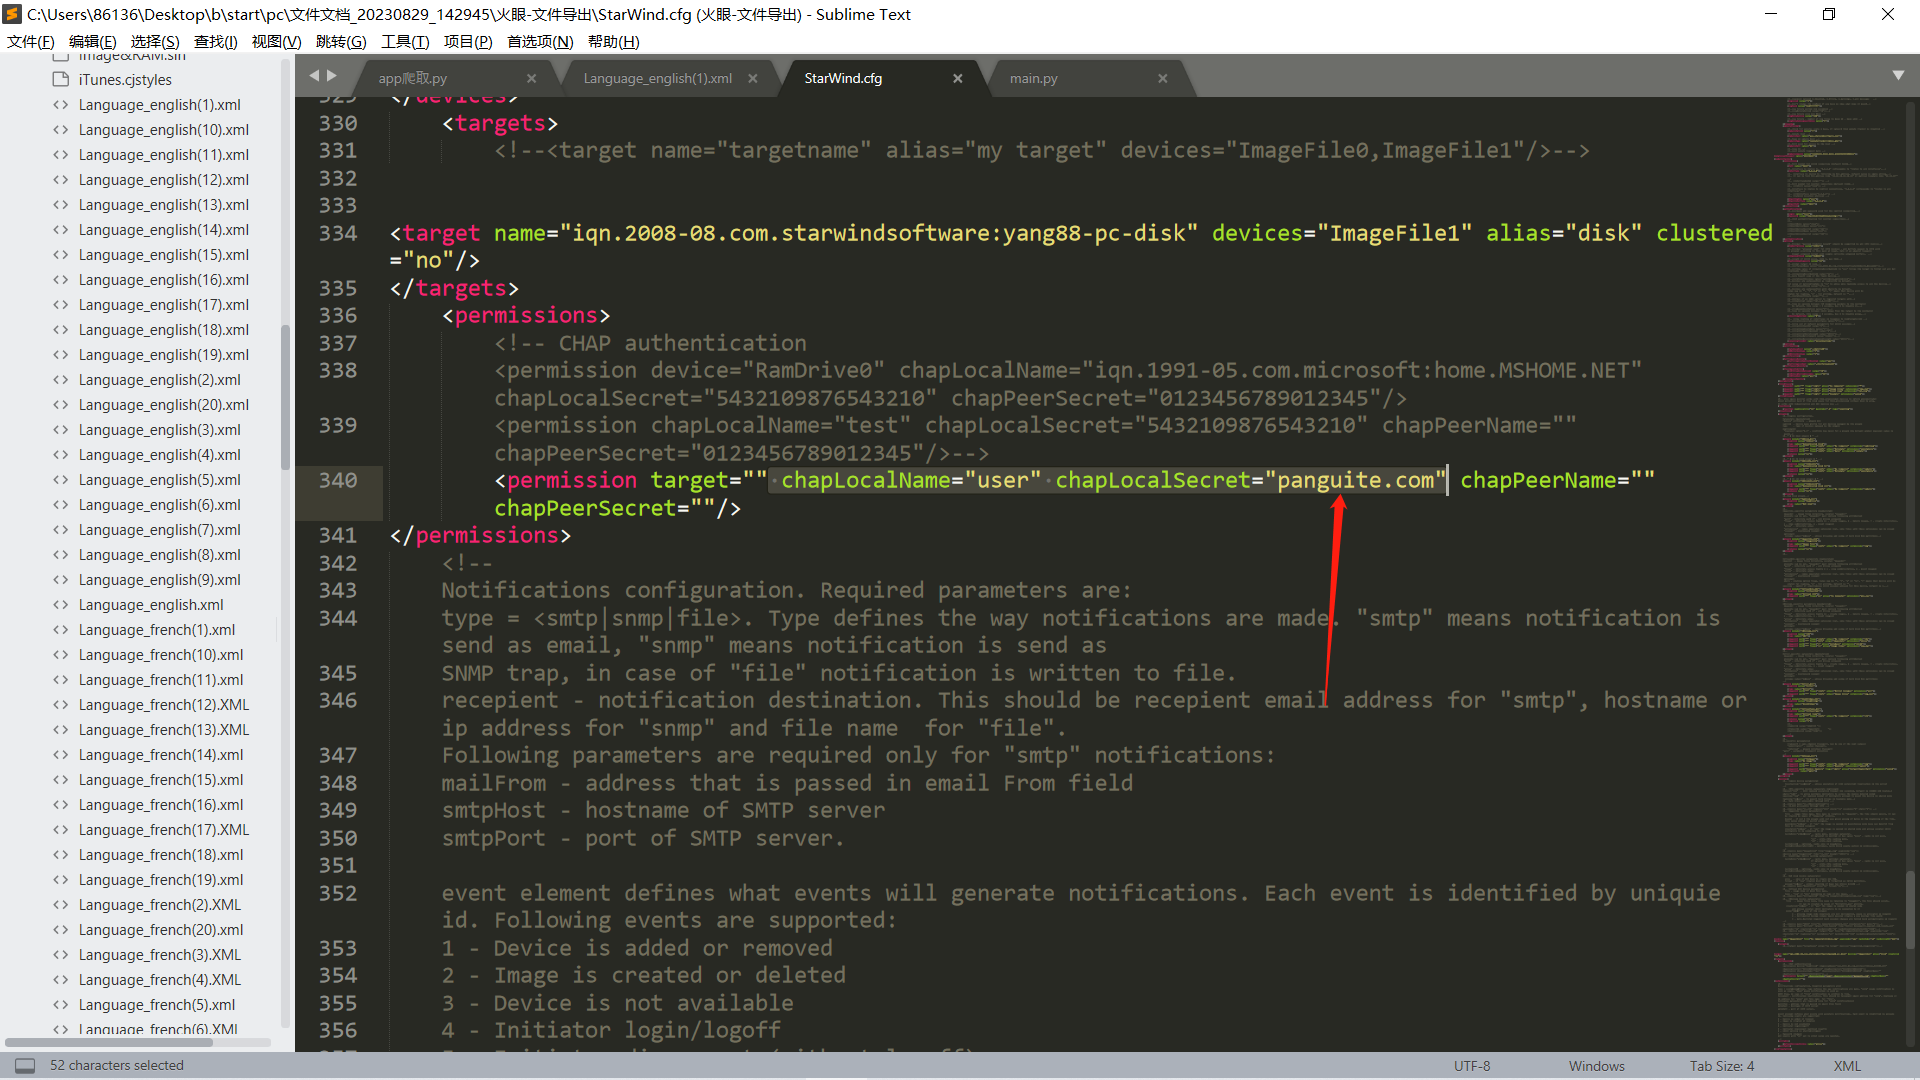 C:\Users\86136\Desktop\b\start\pc\文件文档_20230829_142945\火眼-文件导出\StarWind.cfg (火眼-文件导出) - Sublime Text
文件(F) 编辑(E) 选择(S) 查找(I) 视图(V) 跳转(G) 工具(T) 项目(P) 首选项(N) 帮助(H)
app爬取.py Language_english(1).xml StarWind.cfg main.py
Image&RAM.sin
iTunes.cjstyles
Language_english(1).xml
Language_english(10).xml
Language_english(11).xml
Language_english(12).xml
Language_english(13).xml
Language_english(14).xml
Language_english(15).xml
Language_english(16).xml
Language_english(17).xml
Language_english(18).xml
Language_english(19).xml
Language_english(2).xml
Language_english(20).xml
Language_english(3).xml
Language_english(4).xml
Language_english(5).xml
Language_english(6).xml
Language_english(7).xml
Language_english(8).xml
Language_english(9).xml
Language_english.xml
Language_french(1).xml
Language_french(10).xml
Language_french(11).xml
Language_french(12).XML
Language_french(13).XML
Language_french(14).xml
Language_french(15).xml
Language_french(16).xml
Language_french(17).XML
Language_french(18).xml
Language_french(19).xml
Language_french(2).XML
Language_french(20).xml
Language_french(3).XML
Language_french(4).XML
Language_french(5).xml
Language_french(6).XML
329 </devices>
330 <targets>
331 <!--<target name="targetname" alias="my target" devices="ImageFile0,ImageFile1"/>-->
332
333
334 <target name="iqn.2008-08.com.starwindsoftware:yang88-pc-disk" devices="ImageFile1" alias="disk" clustered
="no"/>
335 </targets>
336 <permissions>
337 <!-- CHAP authentication
338 <permission device="RamDrive0" chapLocalName="iqn.1991-05.com.microsoft:home.MSHOME.NET"
chapLocalSecret="5432109876543210" chapPeerSecret="0123456789012345"/>
339 <permission chapLocalName="test" chapLocalSecret="5432109876543210" chapPeerName=""
chapPeerSecret="0123456789012345"/>-->
340 <permission target="" chapLocalName="user" chapLocalSecret="panguite.com" chapPeerName=""
chapPeerSecret=""/>
341 </permissions>
342 <!--
343 Notifications configuration. Required parameters are:
344 type = <smtp|snmp|file>. Type defines the way notifications are made. "smtp" means notification is
send as email, "snmp" means notification is send as
345 SNMP trap, in case of "file" notification is written to file.
346 recepient - notification destination. This should be recepient email address for "smtp", hostname or
ip address for "snmp" and file name  for "file".
347 Following parameters are required only for "smtp" notifications:
348 mailFrom - address that is passed in email From field
349 smtpHost - hostname of SMTP server
350 smtpPort - port of SMTP server.
351
352 event element defines what events will generate notifications. Each event is identified by uniquie
id. Following events are supported:
353 1 - Device is added or removed
354 2 - Image is created or deleted
355 3 - Device is not available
356 4 - Initiator login/logoff
52 characters selected UTF-8 Windows Tab Size: 4 XML